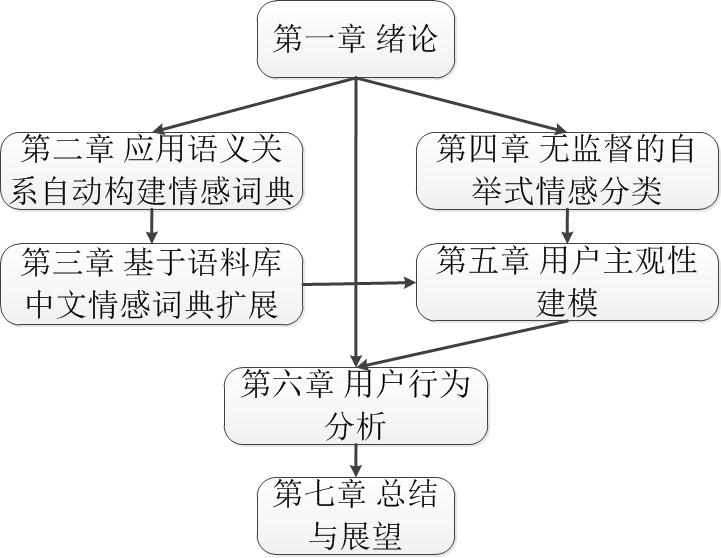 第一章 绪论
第二章 应用语义关
系自动构建情感词典
第四章 无监督的自
举式情感分类
第三章 基于语料库
中文情感词典扩展
第五章 用户主观性
建模
第六章 用户行为
分析
第七章 总结
与展望